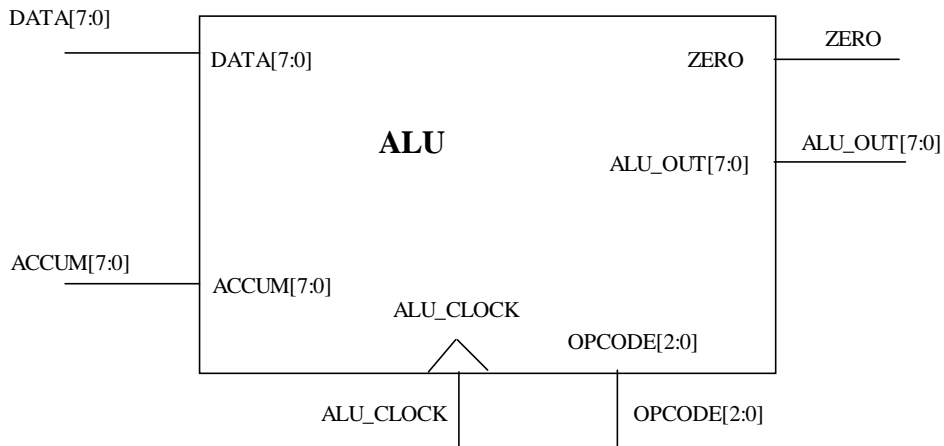 DATA[7:0]
ZERO
DATA[7:0]
ZERO
ALU
ALU_OUT[7:0]
ALU_OUT[7:0]
ACCUM[7:0]
ACCUM[7:0]
ALU_CLOCK
OPCODE[2:0]
ALU_CLOCK
OPCODE[2:0]